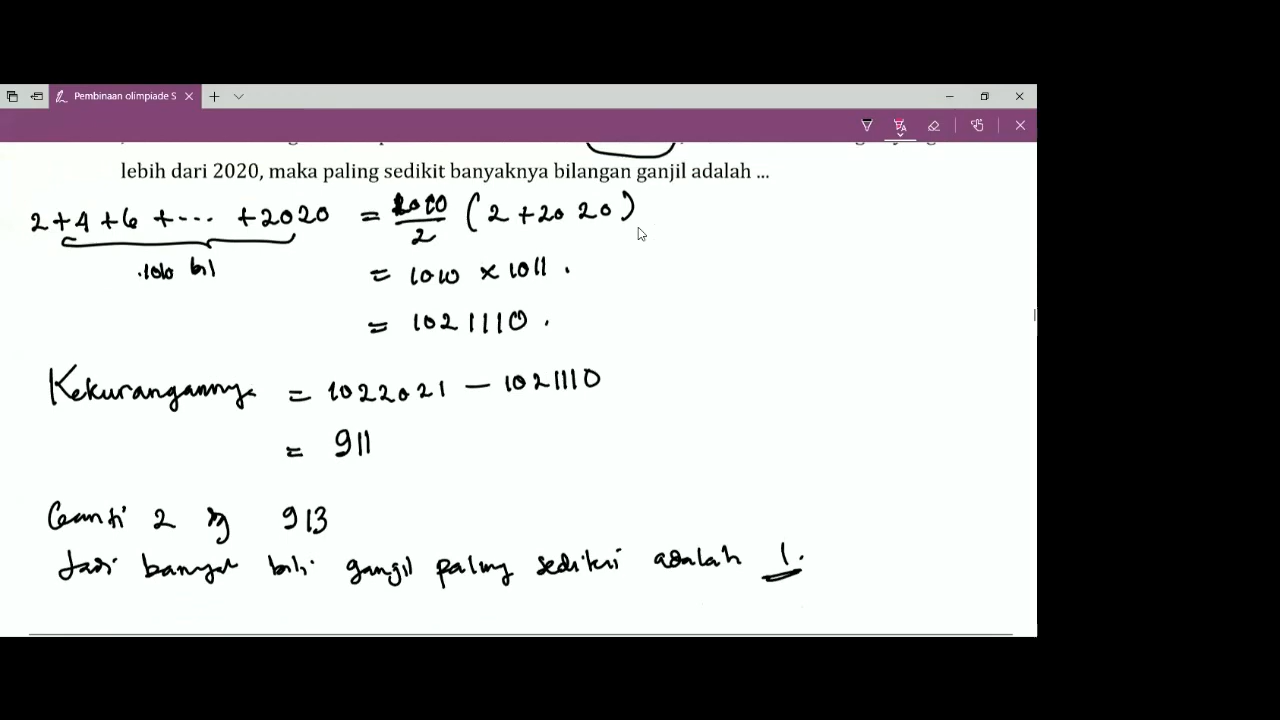 Pembinaan olimpiade S
lebih dari 2020, maka paling sedikit banyaknya bilangan ganjil adalah ...
2+4+6+... +2020 = 2020/2 (2+2020)
1010 bil
= 1010 x 1011.
= 1021110.
Kekurangannya = 1022021 - 1021110
= 911
Ganti 2 dg 913
Jadi banyak bil. ganjil paling sedikit adalah 1.